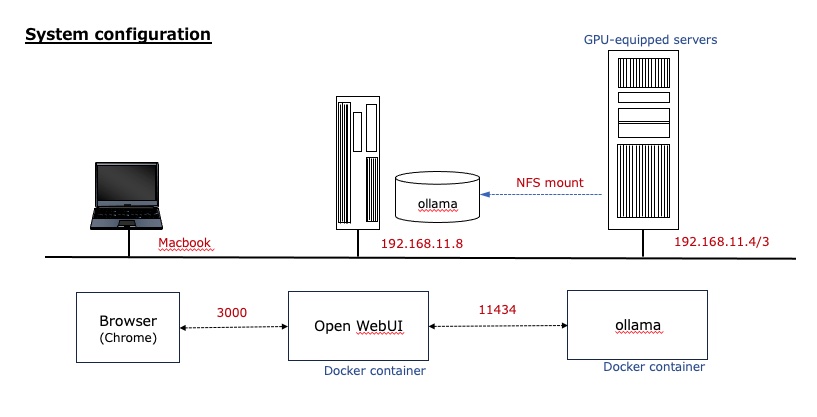 System configuration
GPU-equipped servers
NFS mount
ollama
Macbook
192.168.11.8
192.168.11.4/3
Browser
(Chrome)
3000
Open WebUI
11434
ollama
Docker container
Docker container